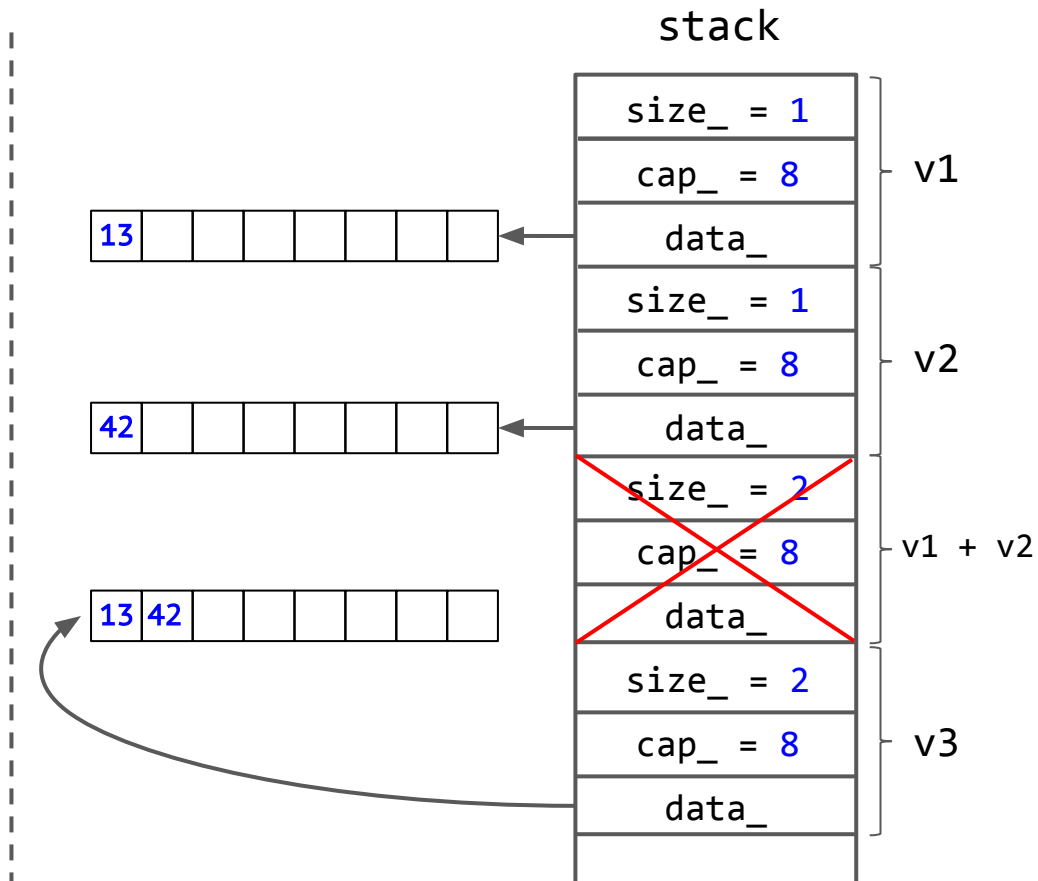 stack
size_ = 1
cap_ = 8
v1
13
data_
size_ = 1
cap_ = 8
v2
42
data_
size_ = 2
cap_ = 8
v1 + v2
13 42
data_
size_ = 2
cap_ = 8
v3
data_